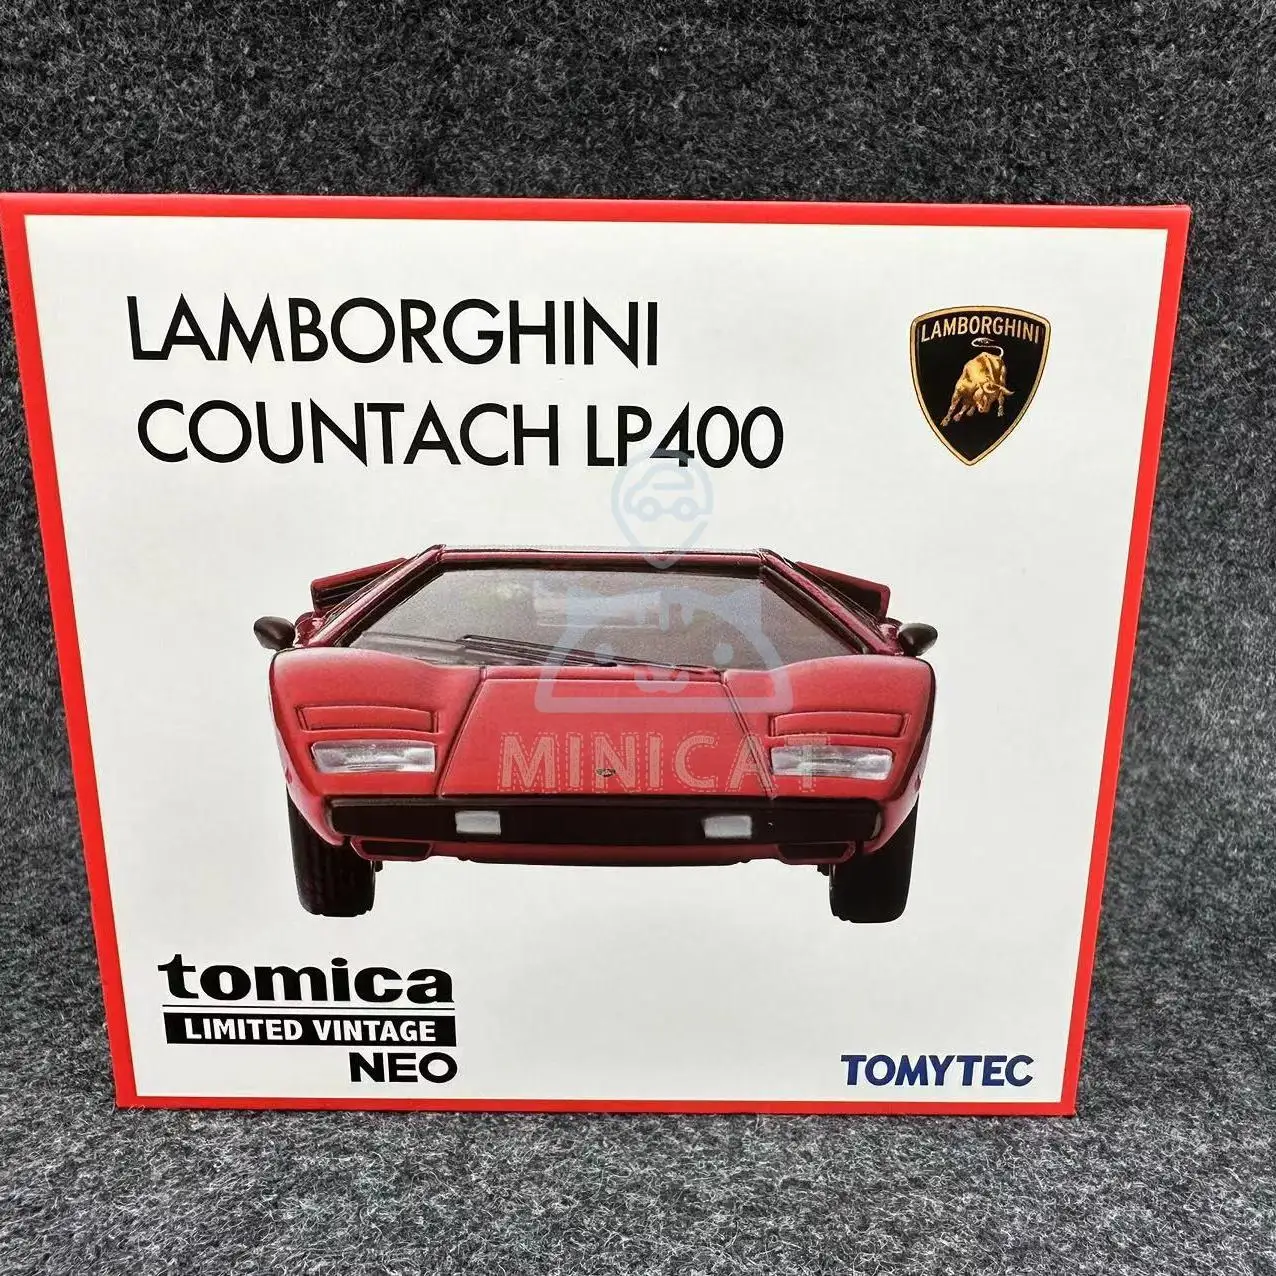 LAMBORGHINI
COUNTACH LP400
LAMBORGHINI
MINICAT
tomica
LIMITED VINTAGE
NEO
TOMYTEC